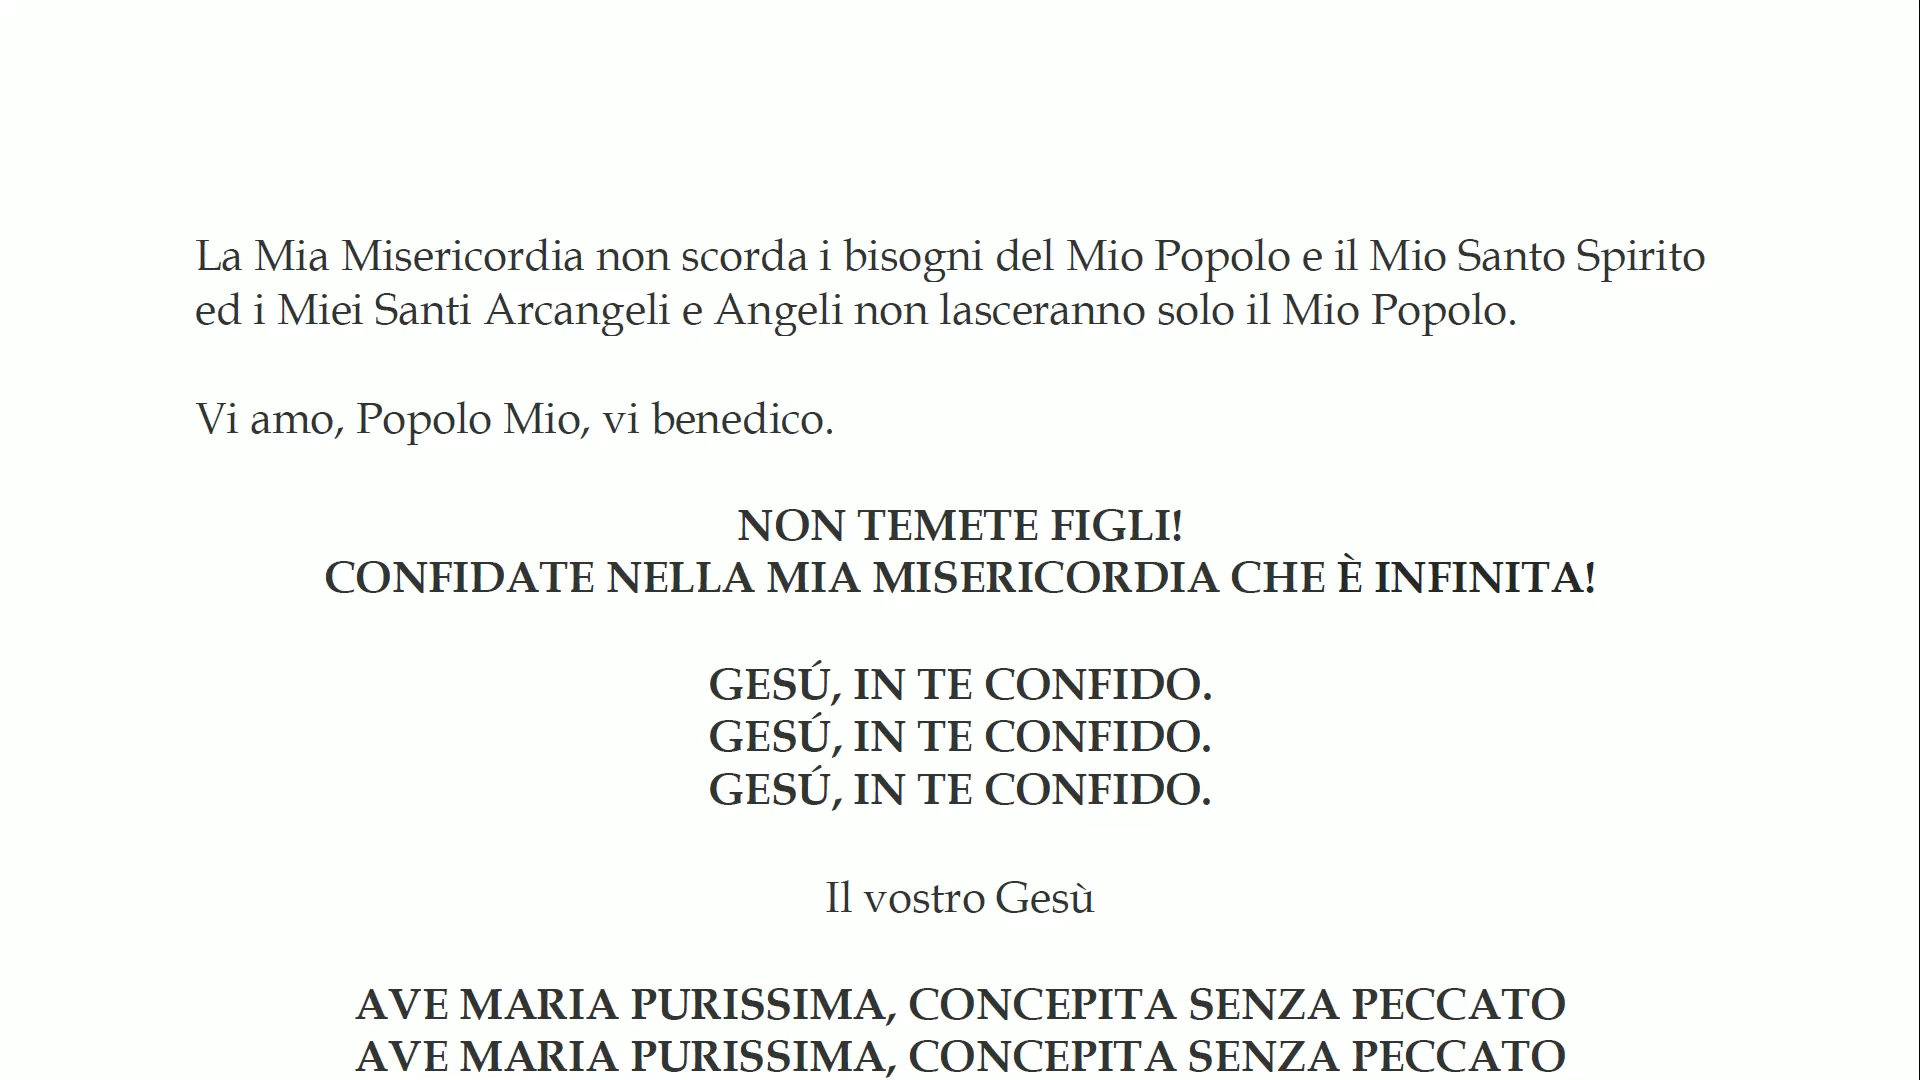 La Mia Misericordia non scorda i bisogni del Mio Popolo e il Mio Santo Spirito
ed i Miei Santi Arcangeli e Angeli non lasceranno solo il Mio Popolo.
Vi amo, Popolo Mio, vi benedico.
NON TEMETE FIGLI!
CONFIDATE NELLA MIA MISERICORDIA CHE È INFINITA!
GESÚ, IN TE CONFIDO.
GESÚ, IN TE CONFIDO.
GESÚ, IN TE CONFIDO.
Il vostro Gesù
AVE MARIA PURISSIMA, CONCEPITA SENZA PECCATO
AVE MARIA PURISSIMA, CONCEPITA SENZA PECCATO